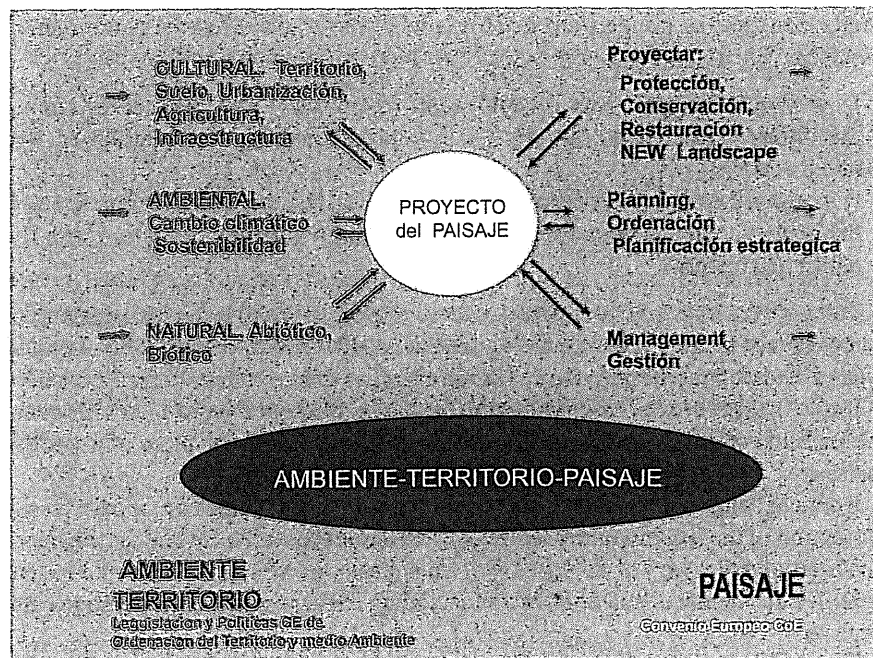 CULTURAL. Territorio,
Suelo, Urbanización,
Agricultura,
Infraestructura
AMBIENTAL.
Cambio climático
Sostenibilidad
NATURAL. Abiótico,
Biótico
PROYECTO
del PAISAJE
Proyectar:
Protección,
Conservación,
Restauracion
NEW Landscape
Planning,
Ordenación
Planificación estrategica
Management,
Gestión
AMBIENTE-TERRITORIO-PAISAJE
AMBIENTE
TERRITORIO
Leguislacion y Politicas CE de
Ordenacion del Territorio y medio Ambiente
PAISAJE
Convenio Europeo CoE